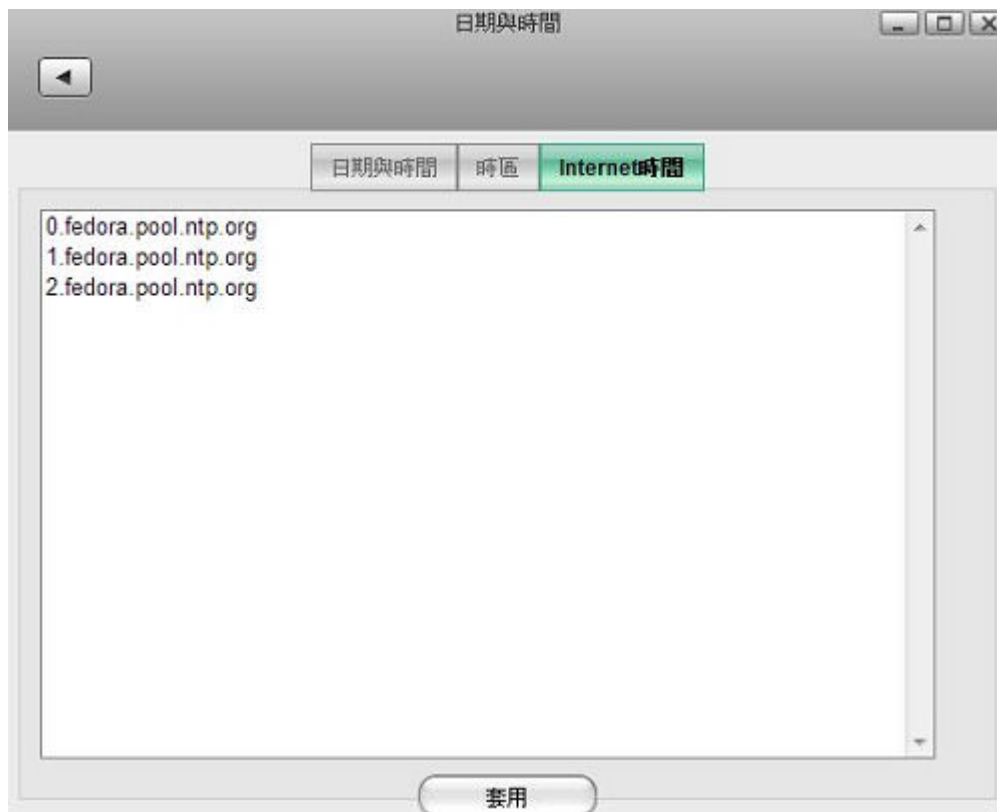 日期與時間
日期與時間 時區 Internet時間
0.fedora.pool.ntp.org
1.fedora.pool.ntp.org
2.fedora.pool.ntp.org
套用